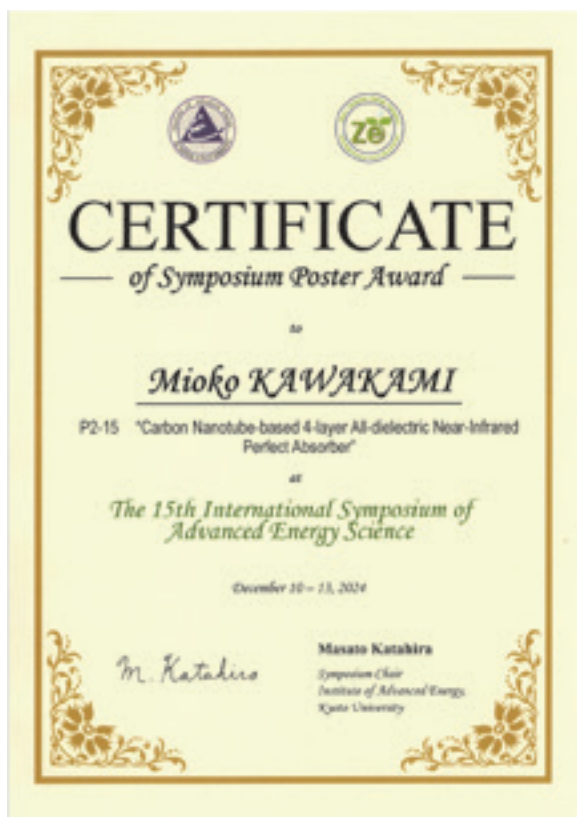 Ze
CERTIFICATE
of Symposium Poster Award
to
Mioko KAWAKAMI
P2-15 "Carbon Nanotube-based 4-layer All-dielectric Near-Infrared
Perfect Absorber"
at
The 15th International Symposium of
Advanced Energy Science
December 10 – 13, 2024
M. Katahira
Masato Katahira
Symposium Chair
Institute of Advanced Energy,
Kyoto University